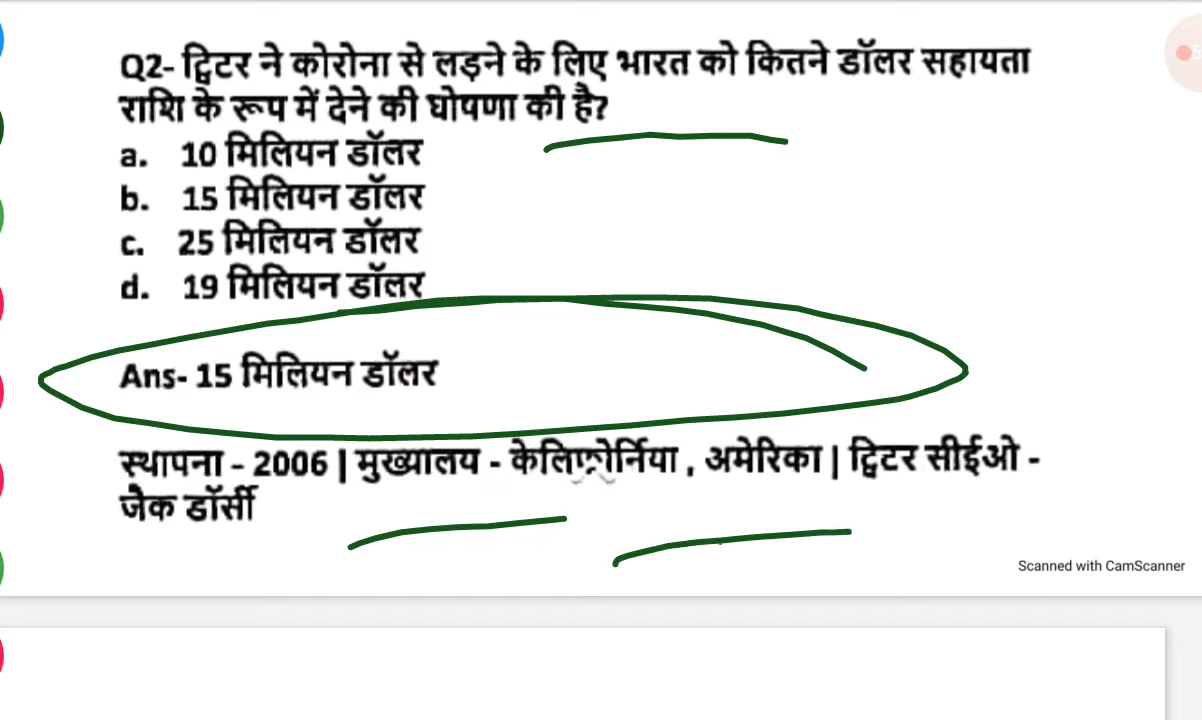 Q2- ट्विटर ने कोरोना से लड़ने के लिए भारत को कितने डॉलर सहायता
राशि के रूप में देने की घोषणा की है?
a. 10 मिलियन डॉलर
b. 15 मिलियन डॉलर
c. 25 मिलियन डॉलर
d. 19 मिलियन डॉलर
Ans- 15 मिलियन डॉलर
स्थापना - 2006 | मुख्यालय - केलिफ़ोर्निया , अमेरिका | ट्विटर सीईओ -
जैक डॉर्सी
Scanned with CamScanner